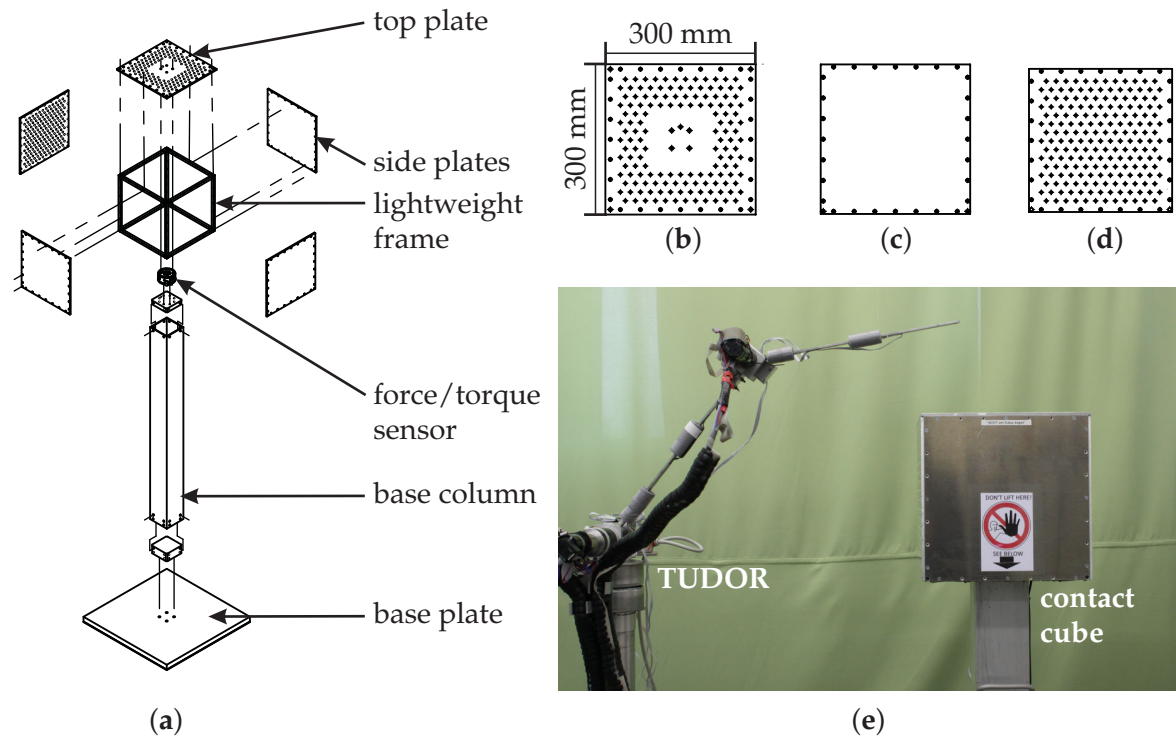 top plate
side plates
lightweight
frame
force/torque
sensor
base column
base plate
(a)
300 mm
300 mm
(b)
(c)
(d)
DON'T LIFT HERE!
SEE BELOW
TUDOR
contact
cube
(e)